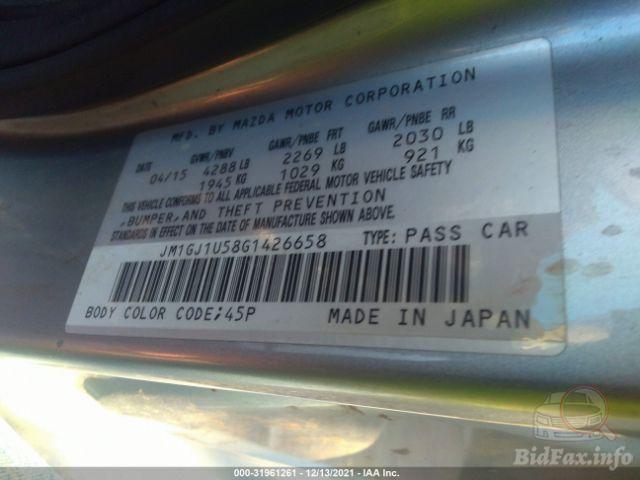 MFD. BY MAZDA MOTOR CORPORATION
DATE GVWR/PNBV GAWR/PNBE FRT GAWR/PNBE RR
04/15 4288 LB 2269 LB 2030 LB
1945 KG 1029 KG 921 KG
THIS VEHICLE CONFORMS TO ALL APPLICABLE FEDERAL MOTOR VEHICLE SAFETY
,BUMPER,AND THEFT PREVENTION
STANDARDS IN EFFECT ON THE DATE OF MANUFACTURE SHOWN ABOVE.
JM1GJ1U58G1426658 TYPE: PASS CAR
BODY COLOR CODE;45P MADE IN JAPAN
BidFax.info
000-31961261 - 12/13/2021 - IAA Inc.